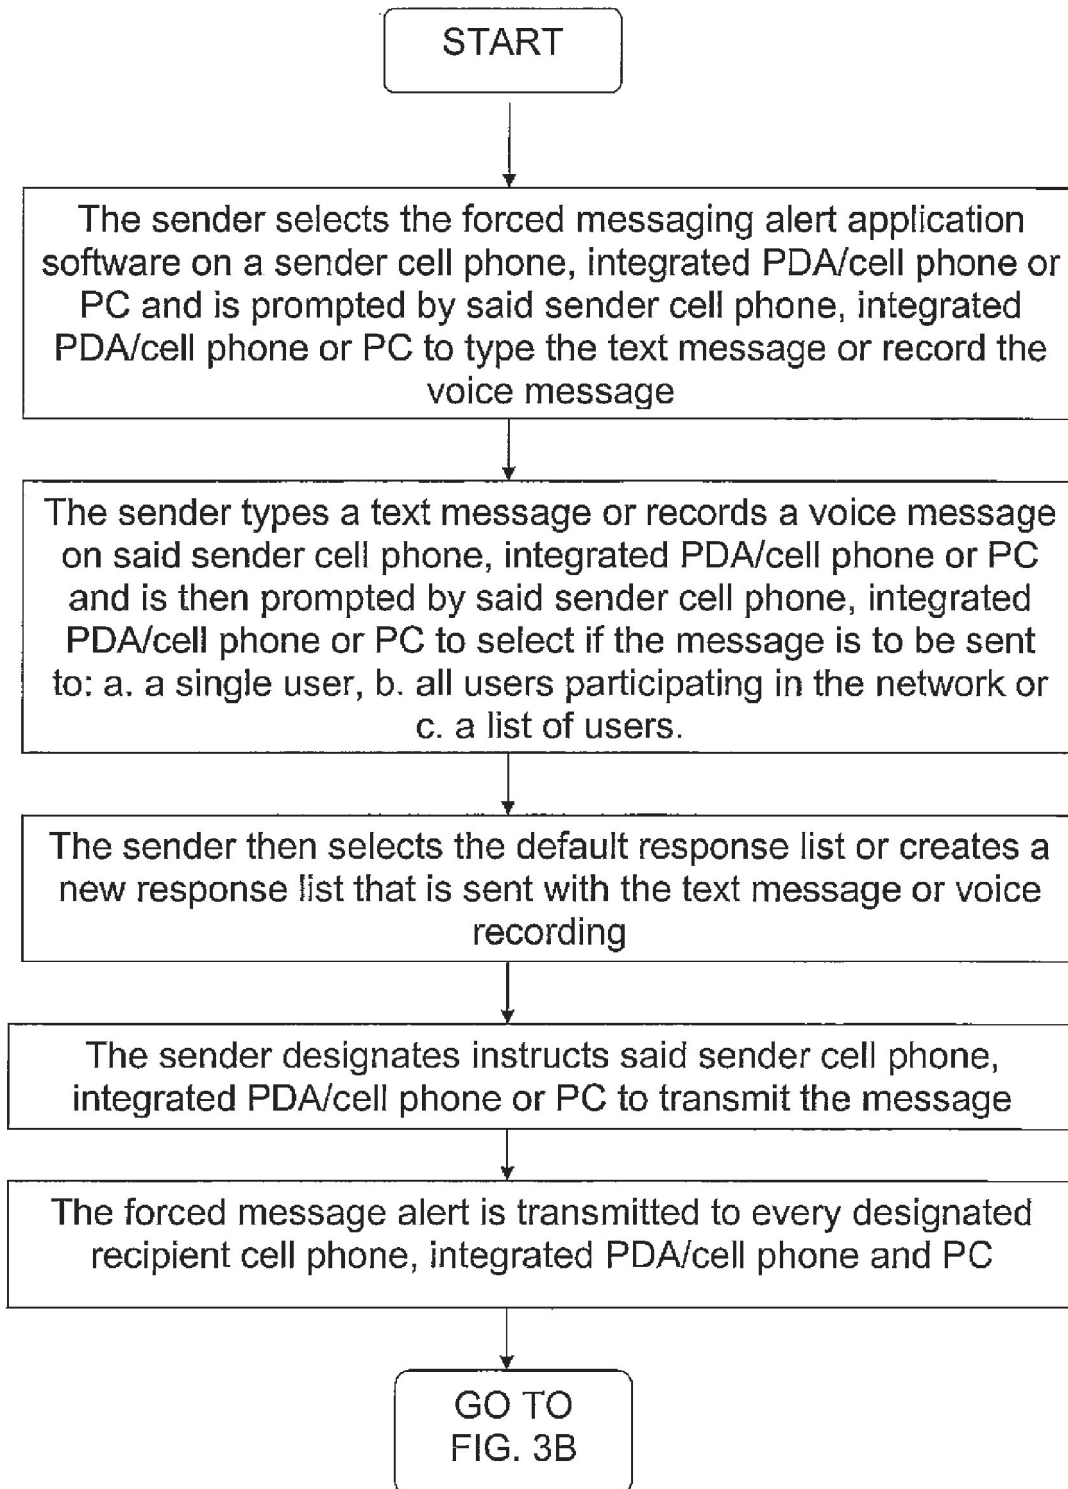 START
The sender selects the forced messaging alert application
software on a sender cell phone, integrated PDA/cell phone or
PC and is prompted by said sender cell phone, integrated
PDA/cell phone or PC to type the text message or record the
voice message
The sender types a text message or records a voice message
on said sender cell phone, integrated PDA/cell phone or PC
and is then prompted by said sender cell phone, integrated
PDA/cell phone or PC to select if the message is to be sent
to: a. a single user, b. all users participating in the network or
c. a list of users.
The sender then selects the default response list or creates a
new response list that is sent with the text message or voice
recording
The sender designates instructs said sender cell phone,
integrated PDA/cell phone or PC to transmit the message
The forced message alert is transmitted to every designated
recipient cell phone, integrated PDA/cell phone and PC
GO TO
FIG. 3B